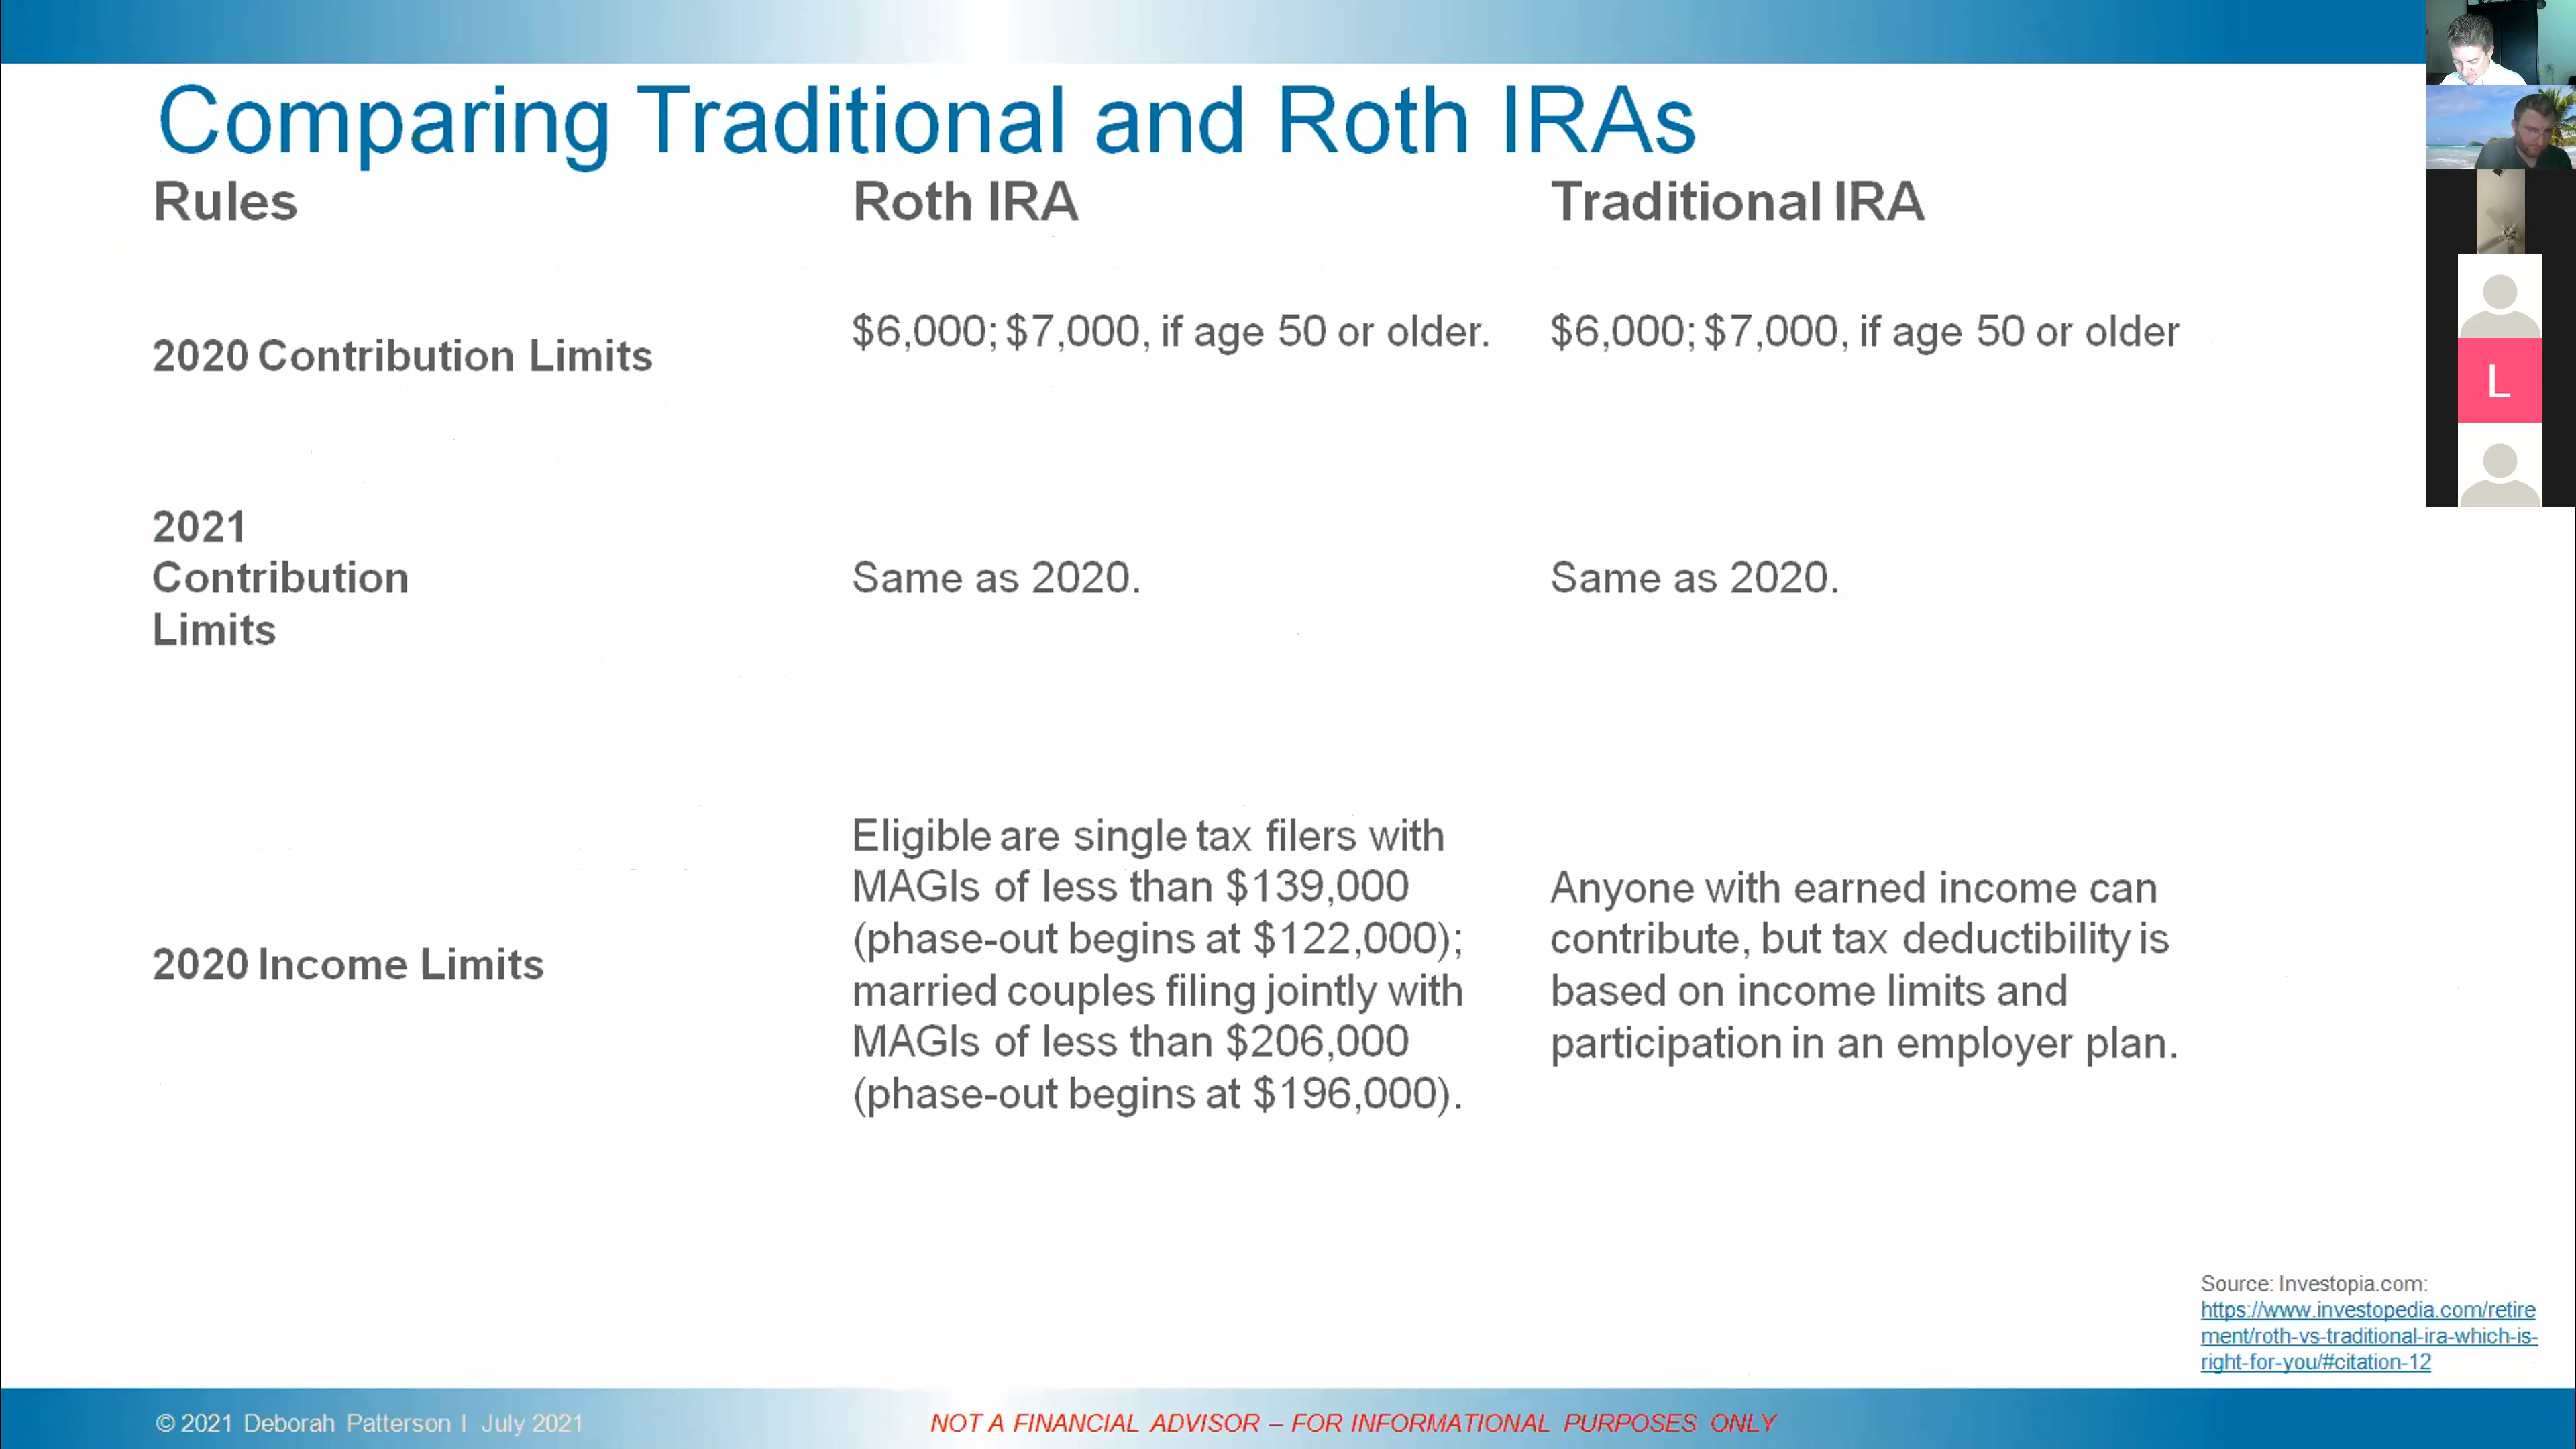 Comparing Traditional and Roth IRAs
Rules
Roth IRA
Traditional IRA
2020 Contribution Limits
$6,000; $7,000, if age 50 or older.
$6,000; $7,000, if age 50 or older
2021
Contribution
Limits
Same as 2020.
Same as 2020.
2020 Income Limits
Eligible are single tax filers with
MAGIs of less than $139,000
(phase-out begins at $122,000);
married couples filing jointly with
MAGIs of less than $206,000
(phase-out begins at $196,000).
Anyone with earned income can
contribute, but tax deductibility is
based on income limits and
participation in an employer plan.
L
Source: Investopia.com:
https://www.investopedia.com/retire
ment/roth-vs-traditional-ira-which-is-
right-for-you/#citation-12
© 2021 Deborah Patterson I July 2021
NOT A FINANCIAL ADVISOR – FOR INFORMATIONAL PURPOSES ONLY